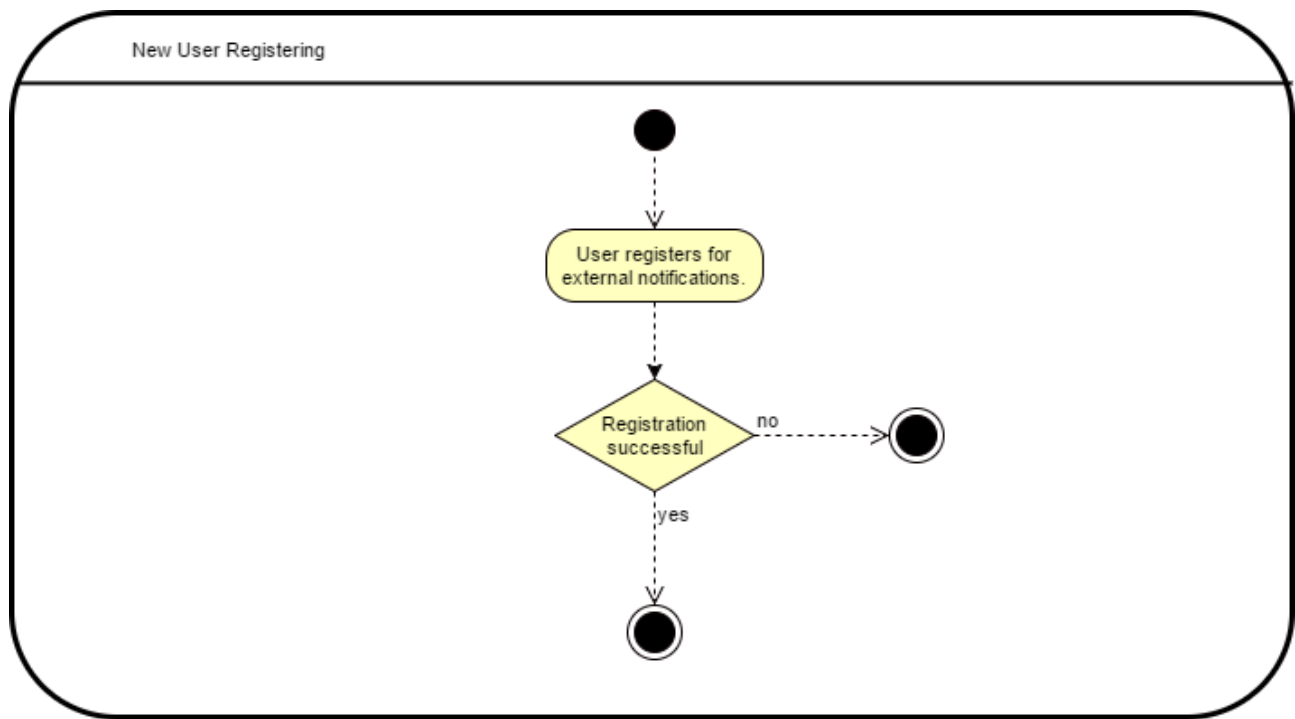 New User Registering
User registers for
external notifications.
Registration
successful
no
yes